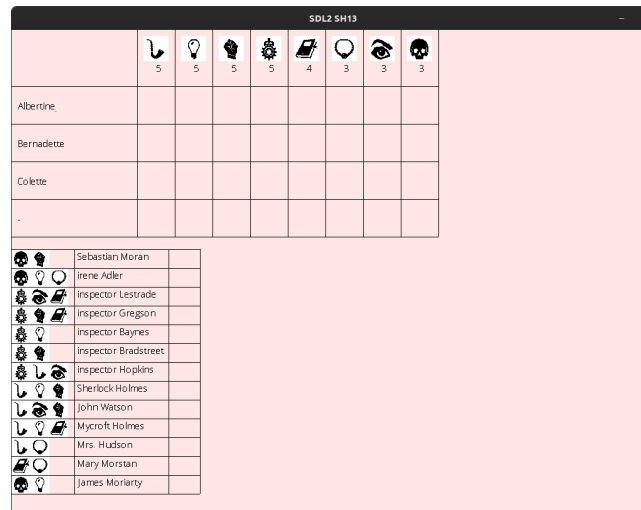 SDL2 SH13
5 5 5 5 4 3 3 3
Albertine
Bernadette
Colette
-
Sebastian Moran
irene Adler
inspector Lestrade
inspector Gregson
inspector Baynes
inspector Bradstreet
inspector Hopkins
Sherlock Holmes
John Watson
Mycroft Holmes
Mrs. Hudson
Mary Morstan
James Moriarty